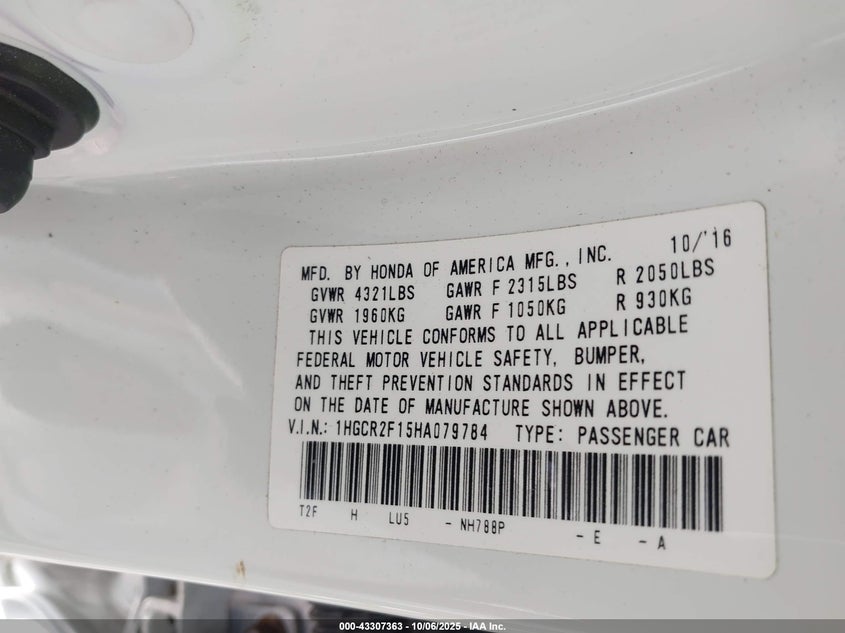 10/'16
MFD. BY HONDA OF AMERICA MFG., INC.
GVWR 4321LBS GAWR F 2315LBS R 2050LBS
GVWR 1960KG GAWR F 1050KG R 930KG
THIS VEHICLE CONFORMS TO ALL APPLICABLE
FEDERAL MOTOR VEHICLE SAFETY, BUMPER,
AND THEFT PREVENTION STANDARDS IN EFFECT
ON THE DATE OF MANUFACTURE SHOWN ABOVE.
V.I.N.: 1HGCR2F15HA079784 TYPE: PASSENGER CAR
T2F H LU5 - NH788P - E - A
000-43307363 - 10/06/2025 - IAA Inc.